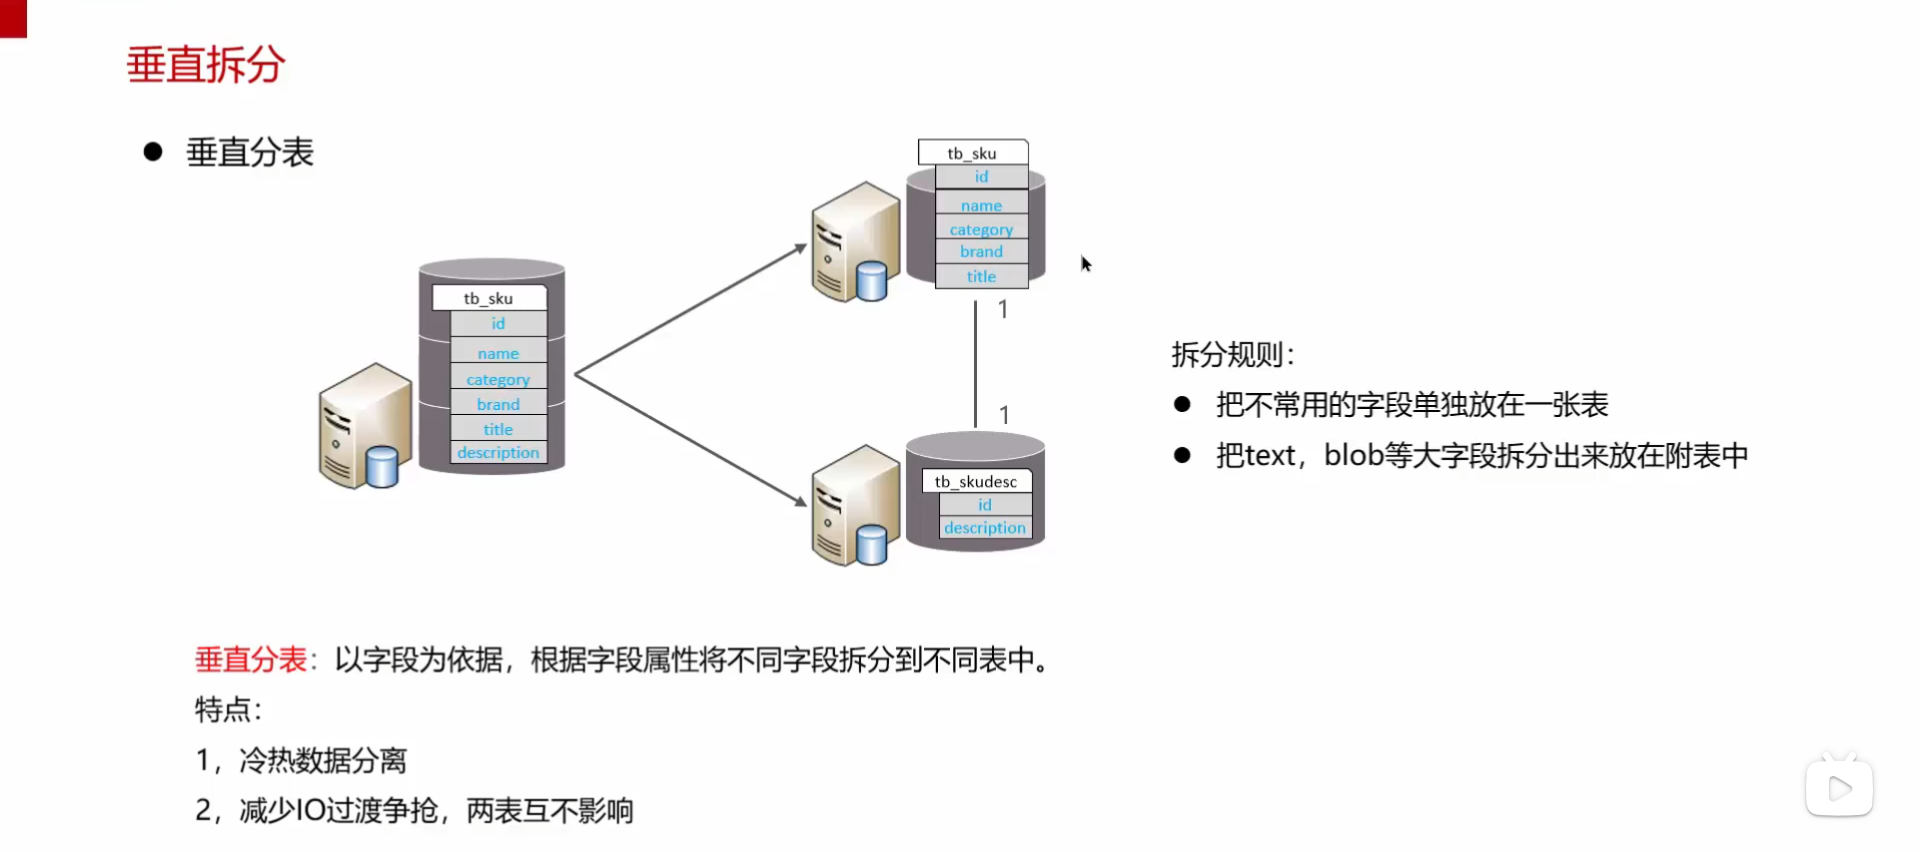 垂直拆分
● 垂直分表
tb_sku
id
name
category
brand
title
description
tb_sku
id
name
category
brand
title
1
1
tb_skudesc
id
description
拆分规则：
● 把不常用的字段单独放在一张表
● 把text，blob等大字段拆分出来放在附表中
垂直分表：以字段为依据，根据字段属性将不同字段拆分到不同表中。
特点：
1，冷热数据分离
2，减少IO过渡争抢，两表互不影响